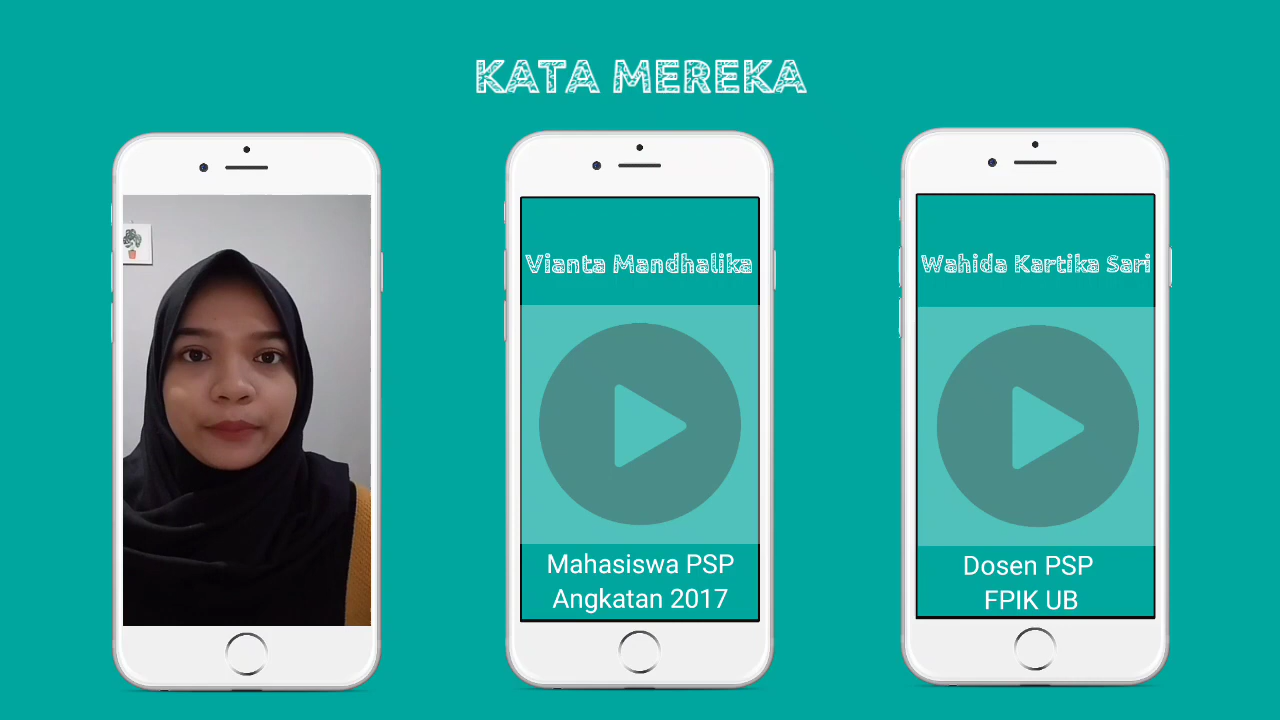 KATA MEREKA
Vianta Mandhalika
Mahasiswa PSP
Angkatan 2017
Wahida Kartika Sari
Dosen PSP
FPIK UB